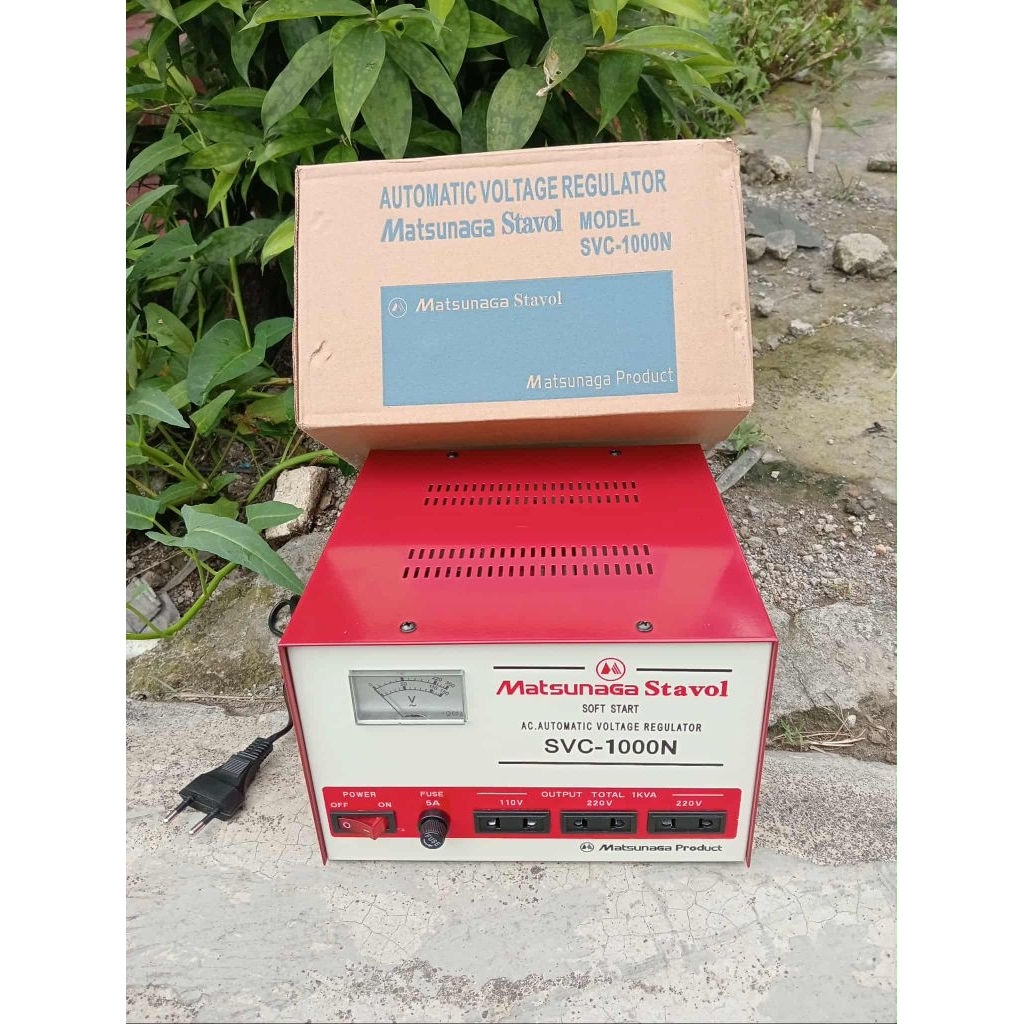 AUTOMATIC VOLTAGE REGULATOR
Matsunaga Stavol MODEL
SVC-1000N
Matsunaga Stavol
Matsunaga Product
V
Matsunaga Stavol
SOFT START
AC.AUTOMATIC VOLTAGE REGULATOR
SVC-1000N
POWER
OFF ON
FUSE
5A
OUTPUT TOTAL 1KVA
110V 220V 220V
FUSE
Matsunaga Product